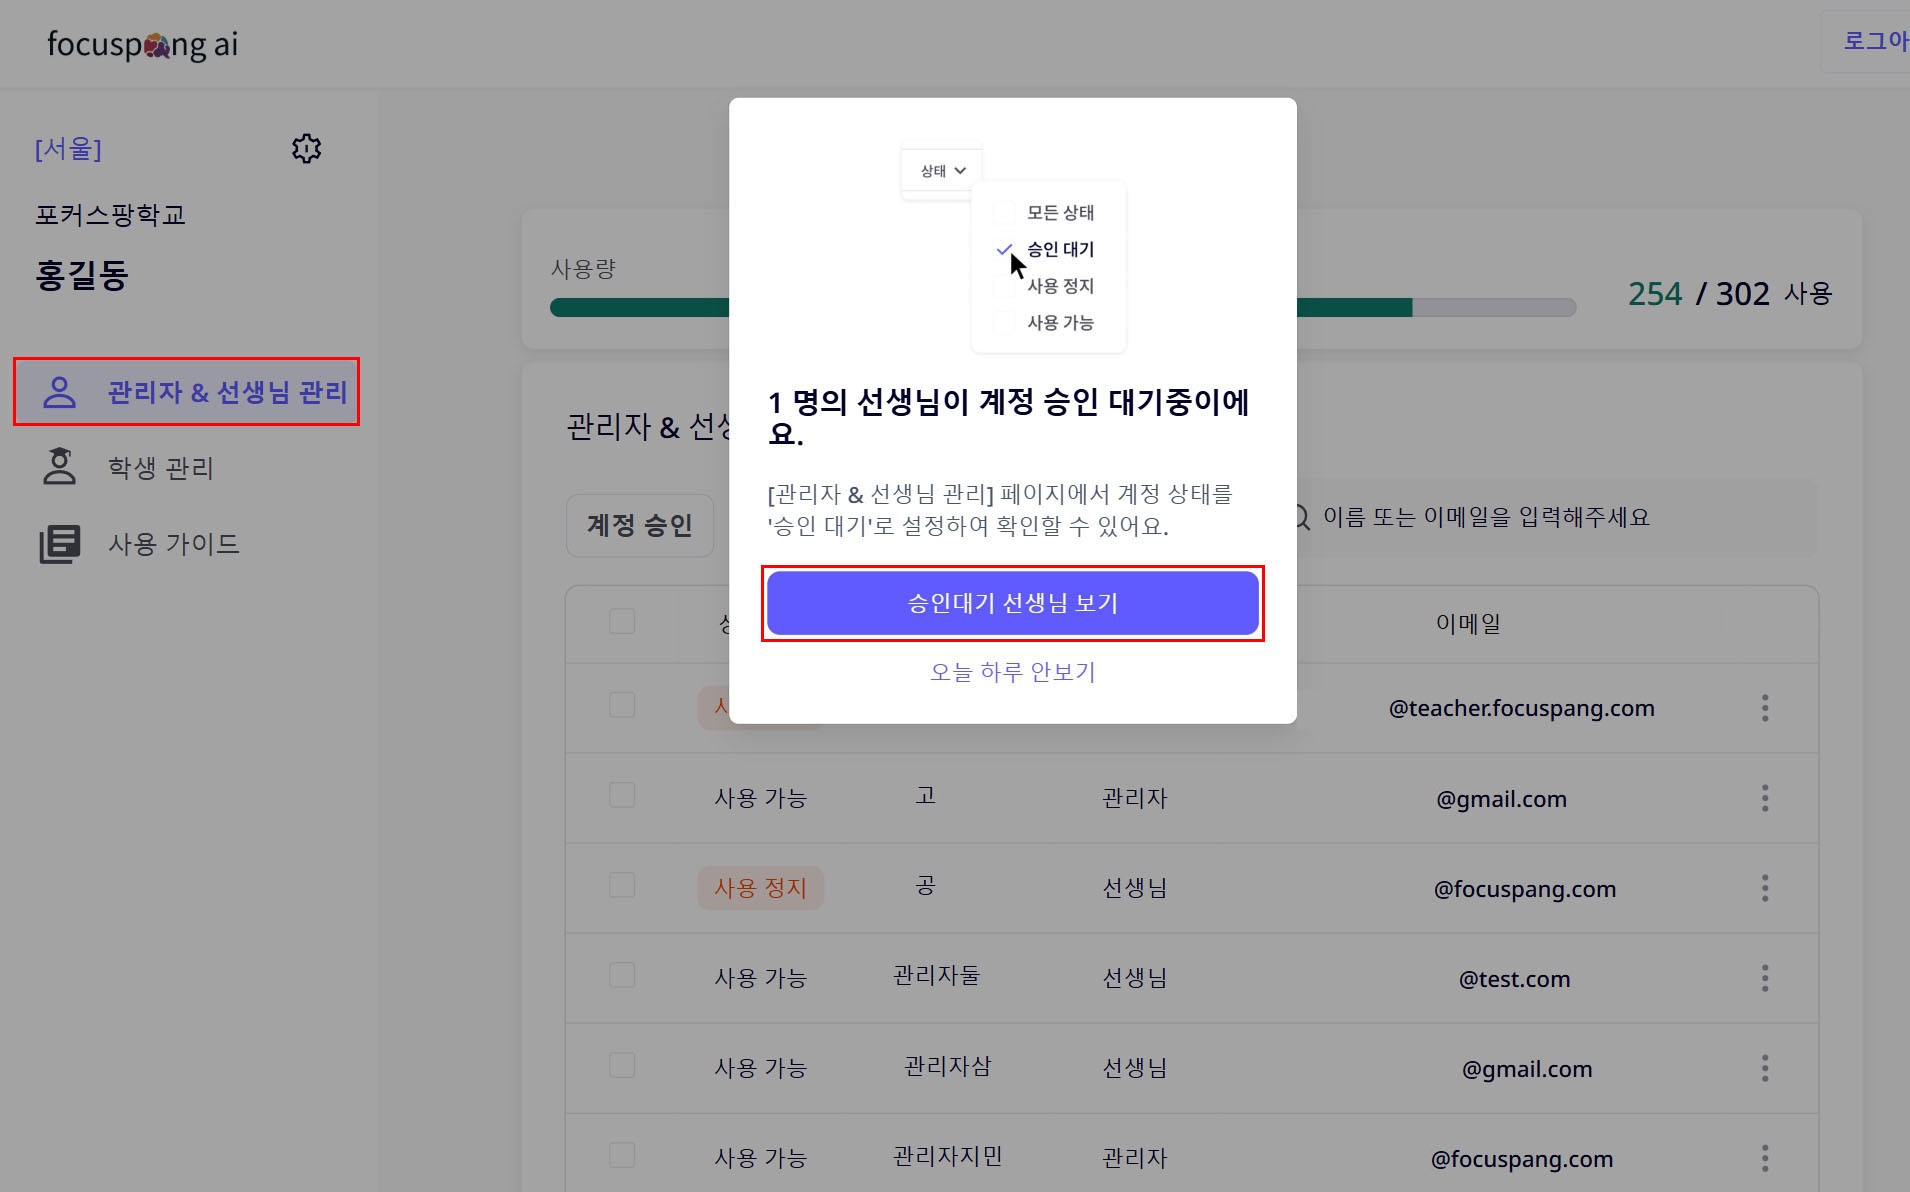 focuspang ai
로그아
[서울]
포커스팡학교
홍길동
관리자 & 선생님 관리
학생 관리
사용 가이드
사용량
254 / 302 사용
관리자 & 선생
계정 승인
이름 또는 이메일을 입력해주세요
상태
모든 상태
승인 대기
사용 정지
사용 가능
1 명의 선생님이 계정 승인 대기중이에
요.
[관리자 & 선생님 관리] 페이지에서 계정 상태를
'승인 대기'로 설정하여 확인할 수 있어요.
승인대기 선생님 보기
오늘 하루 안보기
이메일
@teacher.focuspang.com
사용 가능 고 관리자 @gmail.com
사용 정지 공 선생님 @focuspang.com
사용 가능 관리자둘 선생님 @test.com
사용 가능 관리자삼 선생님 @gmail.com
사용 가능 관리자지민 관리자 @focuspang.com